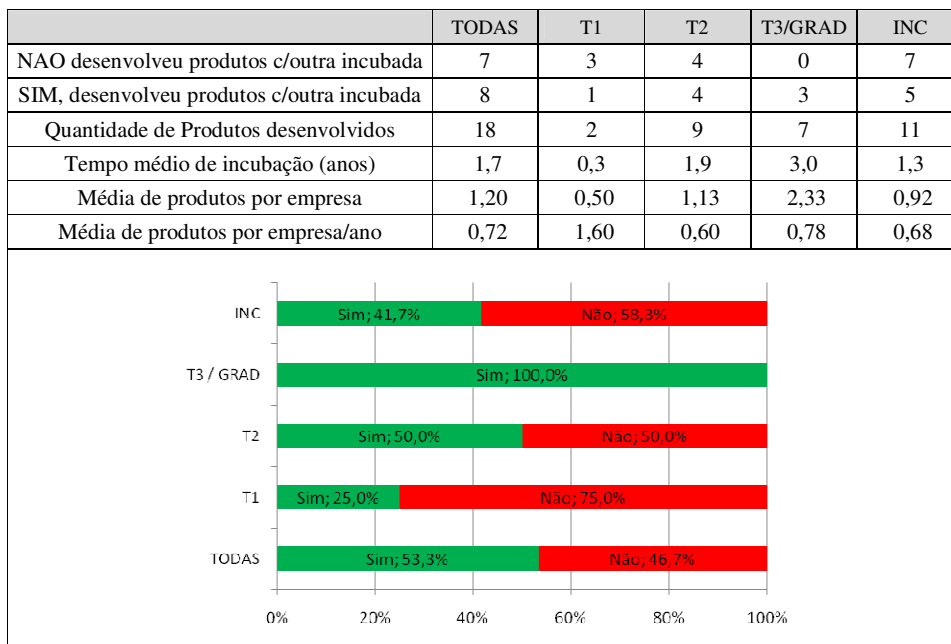 TODAS T1 T2 T3/GRAD INC
NAO desenvolveu produtos c/outra incubada 7 3 4 0 7
SIM, desenvolveu produtos c/outra incubada 8 1 4 3 5
Quantidade de Produtos desenvolvidos 18 2 9 7 11
Tempo médio de incubação (anos) 1,7 0,3 1,9 3,0 1,3
Média de produtos por empresa 1,20 0,50 1,13 2,33 0,92
Média de produtos por empresa/ano 0,72 1,60 0,60 0,78 0,68
INC Sim; 41,7% Não; 58,3%
T3 / GRAD Sim; 100,0%
T2 Sim; 50,0% Não; 50,0%
T1 Sim; 25,0% Não; 75,0%
TODAS Sim; 53,3% Não; 46,7%
0% 20% 40% 60% 80% 100%